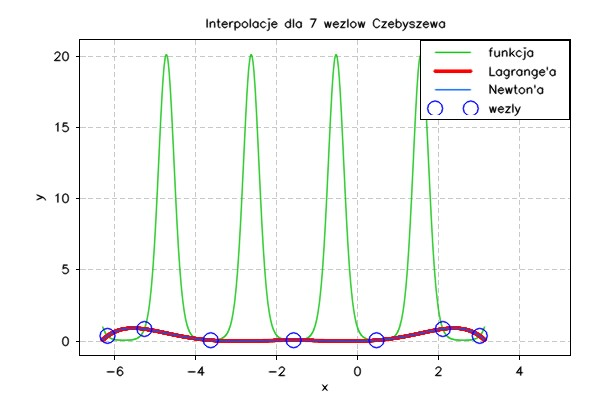 Interpolacje dla 7 wezlow Czebyszewa
funkcja
Lagrange'a
Newton'a
wezly
20
15
10
5
0
y
−6 −4 −2 0 2 4
x